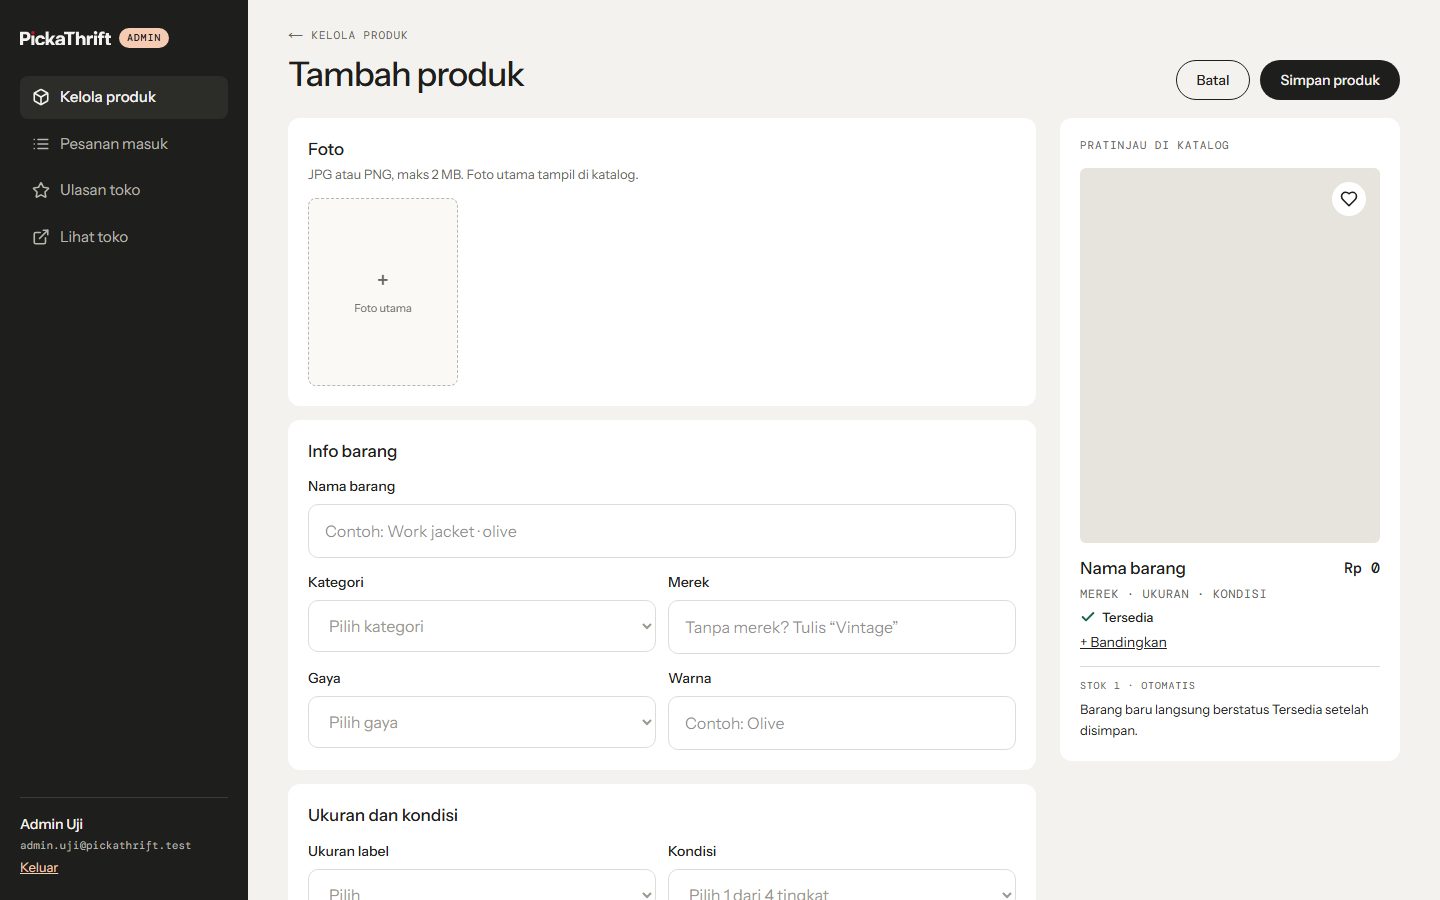 PickaThrift ADMIN
Kelola produk
Pesanan masuk
Ulasan toko
Lihat toko
Admin Uji
admin.uji@pickathrift.test
Keluar
← KELOLA PRODUK
Tambah produk
Batal
Simpan produk
Foto
JPG atau PNG, maks 2 MB. Foto utama tampil di katalog.
+
Foto utama
Info barang
Nama barang
Contoh: Work jacket · olive
Kategori
Pilih kategori
Merek
Tanpa merek? Tulis “Vintage”
Gaya
Pilih gaya
Warna
Contoh: Olive
Ukuran dan kondisi
Ukuran label
Pilih
Kondisi
Pilih 1 dari 4 tingkat
PRATINJAU DI KATALOG
Nama barang Rp 0
MEREK · UKURAN · KONDISI
Tersedia
+ Bandingkan
STOK 1 · OTOMATIS
Barang baru langsung berstatus Tersedia setelah
disimpan.